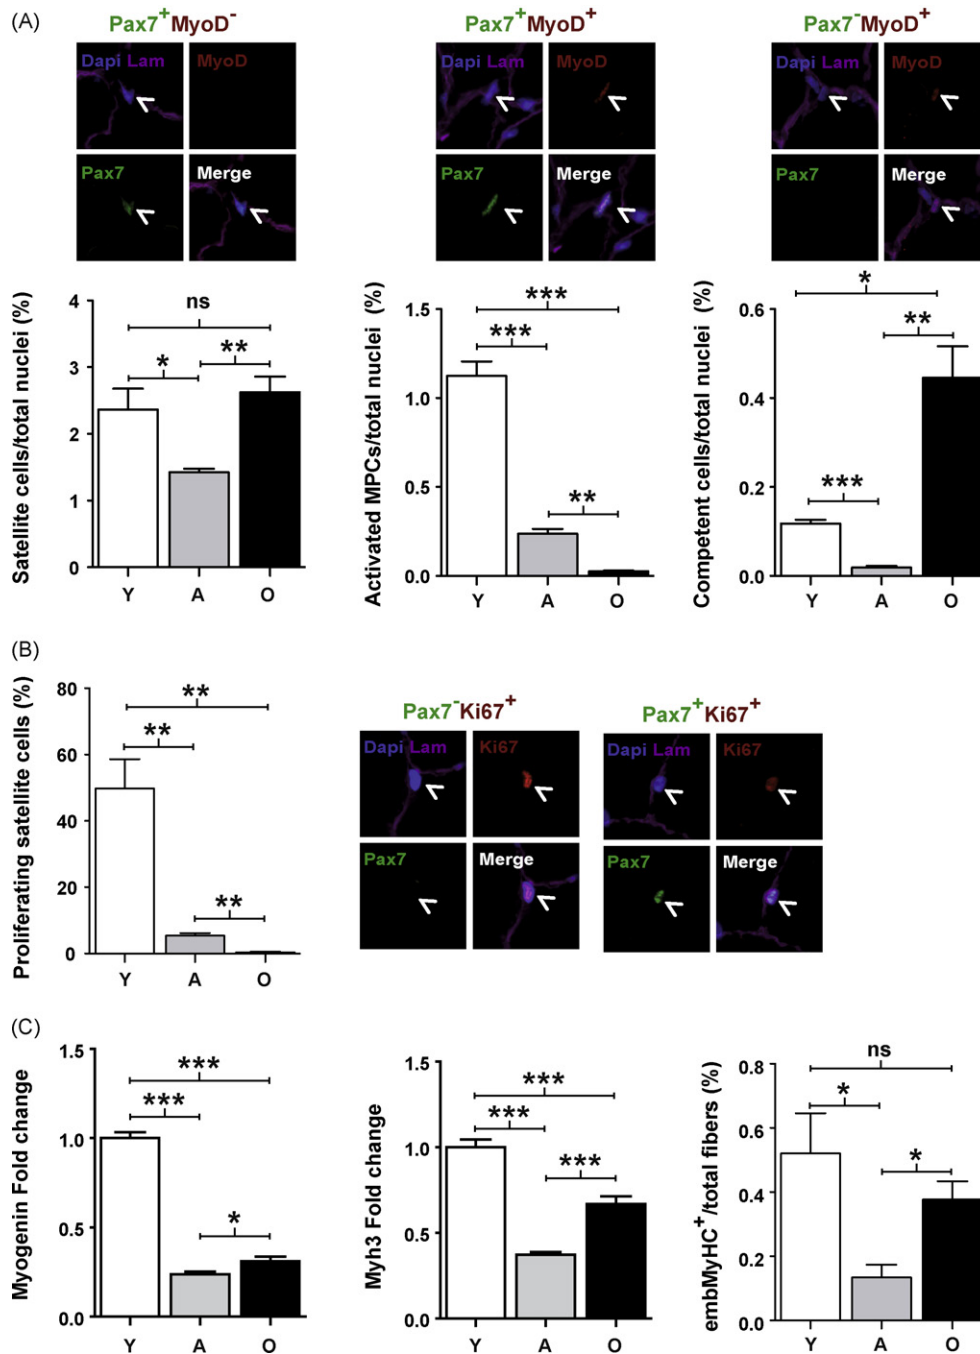 (A)
Pax7+MyoD- Pax7+MyoD+ Pax7-MyoD+
Dapi Lam MyoD Dapi Lam MyoD Dapi Lam MyoD
Pax7 Merge Pax7 Merge Pax7 Merge
Satellite cells/total nuclei (%)
4
3
2
1
0
ns
*
**
Y A O
Activated MPCs/total nuclei (%)
1.5
1.0
0.5
0.0
***
***
**
Y A O
Competent cells/total nuclei (%)
0.6
0.4
0.2
0.0
*
**
***
Y A O
(B)
Proliferating satellite cells (%)
80
60
40
20
0
**
**
**
Y A O
Pax7-Ki67+ Pax7+Ki67+
Dapi Lam Ki67 Dapi Lam Ki67
Pax7 Merge Pax7 Merge
(C)
Myogenin Fold change
1.5
1.0
0.5
0.0
***
***
*
Y A O
Myh3 Fold change
1.5
1.0
0.5
0.0
***
***
***
Y A O
embMyHC+/total fibers (%)
0.8
0.6
0.4
0.2
0.0
ns
*
*
Y A O